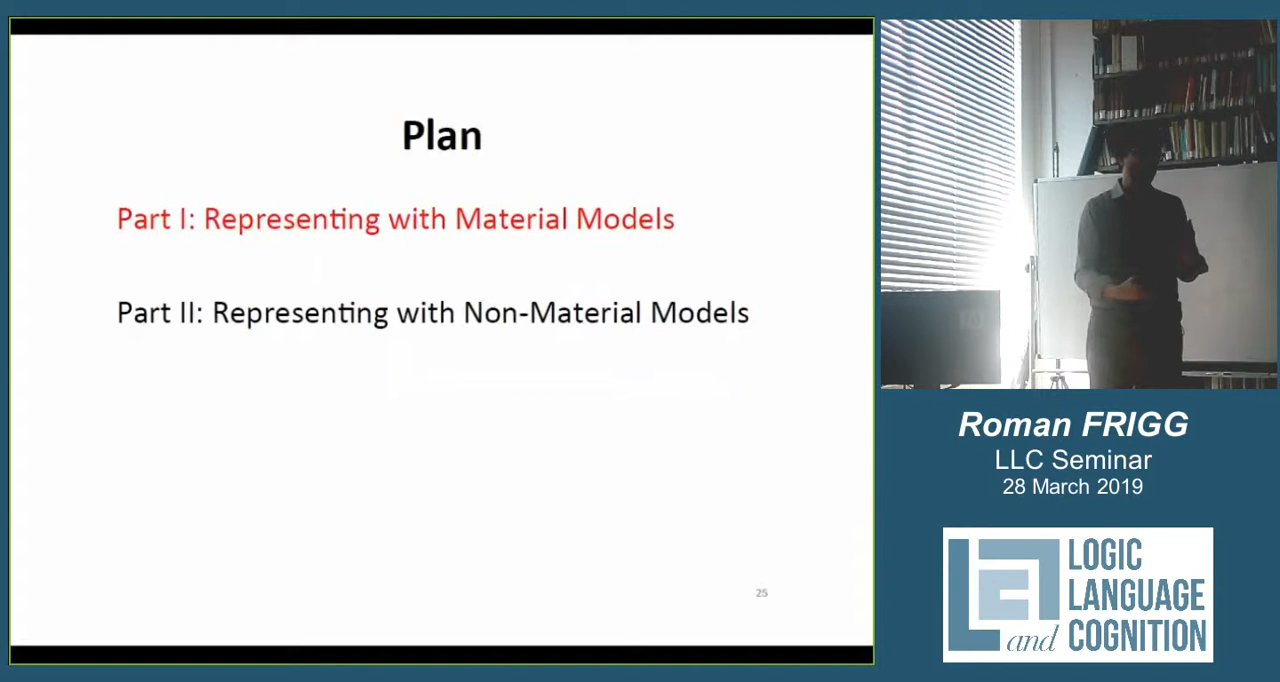 Plan
Part I: Representing with Material Models
Part II: Representing with Non-Material Models
25
Roman FRIGG
LLC Seminar
28 March 2019
LOGIC
LANGUAGE
and COGNITION